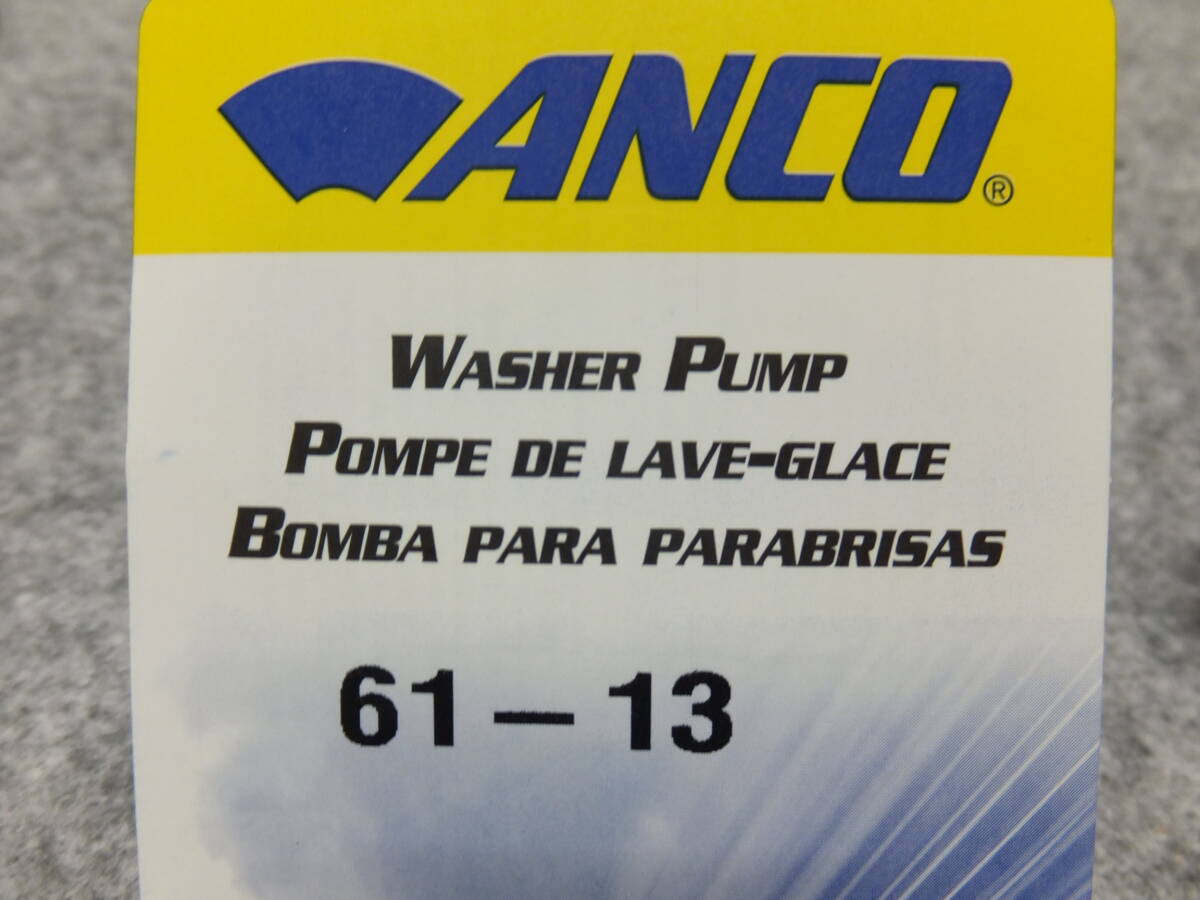 ANCO®
WASHER PUMP
POMPE DE LAVE-GLACE
BOMBA PARA PARABRISAS
61 — 13